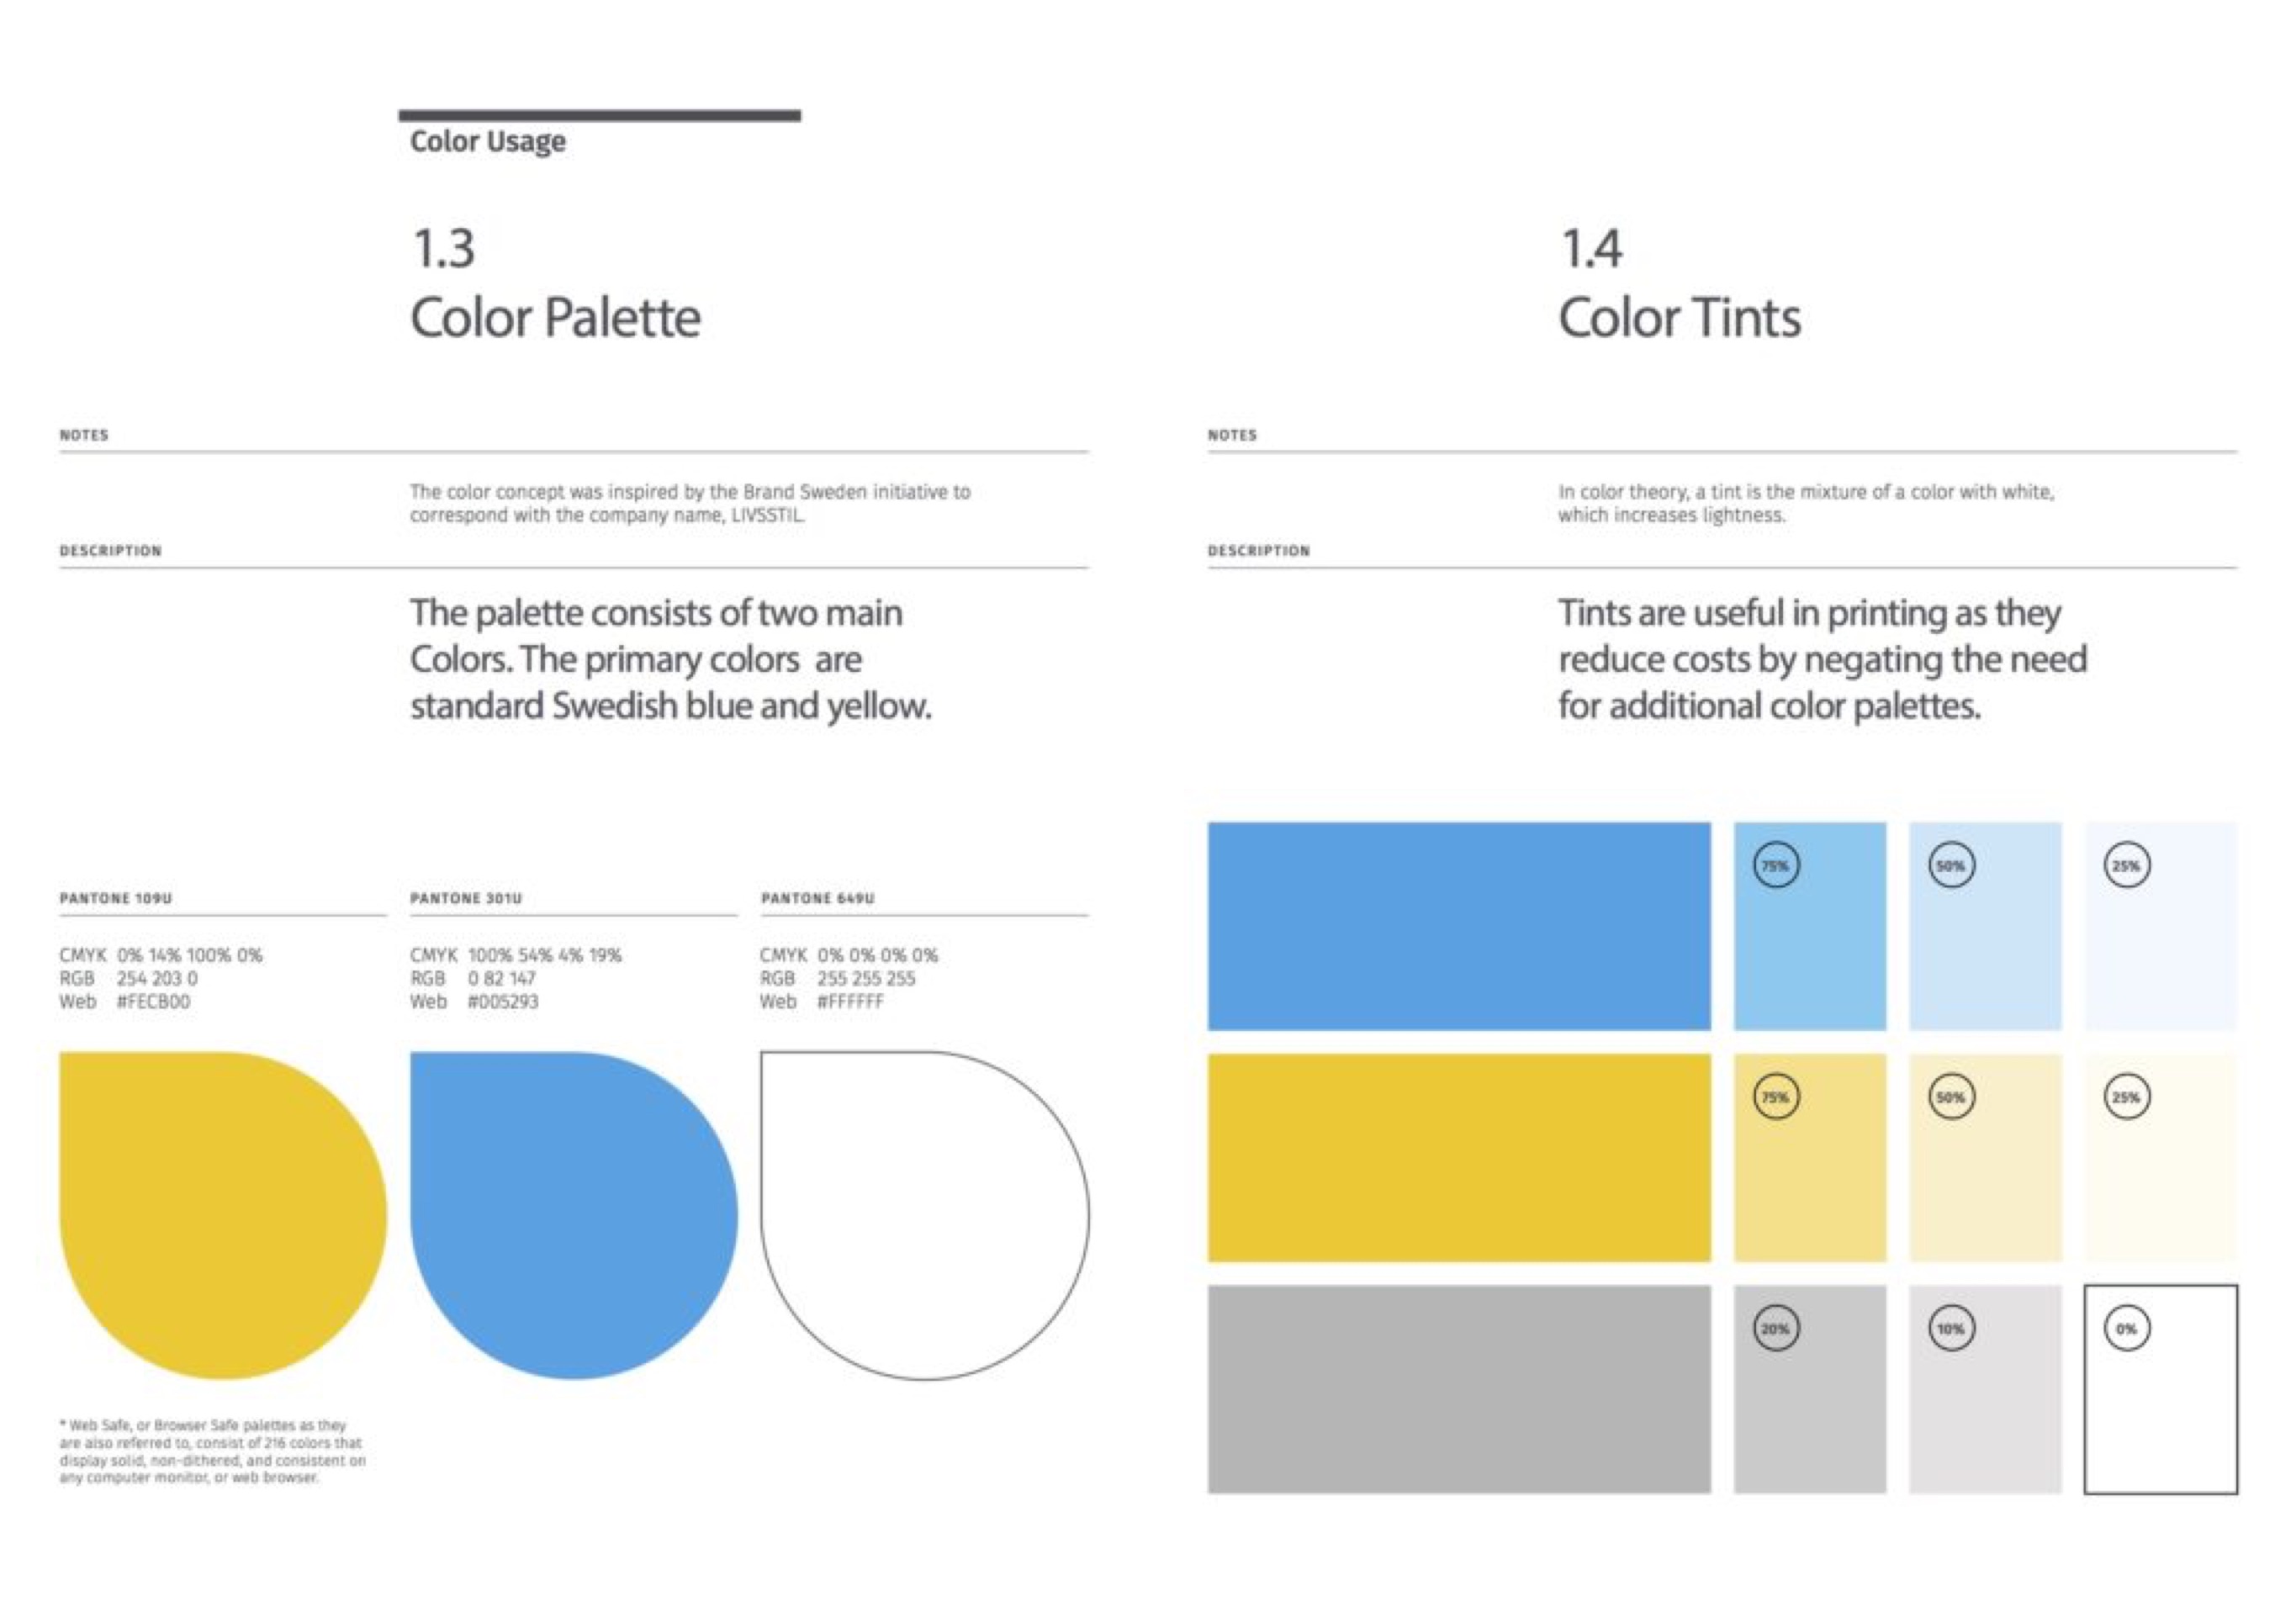 Color Usage
1.3
Color Palette
NOTES
The color concept was inspired by the Brand Sweden initiative to
correspond with the company name, LIVSSTIL.
DESCRIPTION
The palette consists of two main
Colors. The primary colors are
standard Swedish blue and yellow.
PANTONE 109U
CMYK 0% 14% 100% 0%
RGB 254 203 0
Web #FECB00
PANTONE 301U
CMYK 100% 54% 4% 19%
RGB 0 82 147
Web #005293
PANTONE 649U
CMYK 0% 0% 0% 0%
RGB 255 255 255
Web #FFFFFF
* Web Safe, or Browser Safe palettes as they
are also referred to, consist of 216 colors that
display solid, non-dithered, and consistent on
any computer monitor, or web browser.
1.4
Color Tints
NOTES
In color theory, a tint is the mixture of a color with white,
which increases lightness.
DESCRIPTION
Tints are useful in printing as they
reduce costs by negating the need
for additional color palettes.
75%
50%
25%
75%
50%
25%
20%
10%
0%